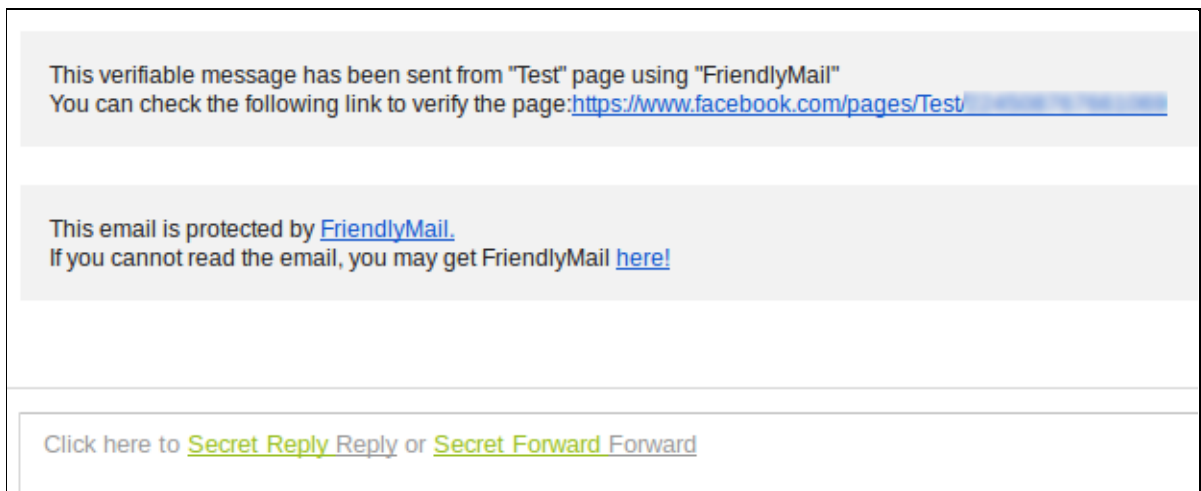 This verifiable message has been sent from "Test" page using "FriendlyMail"
You can check the following link to verify the page:https://www.facebook.com/pages/Test/
This email is protected by FriendlyMail.
If you cannot read the email, you may get FriendlyMail here!
Click here to Secret Reply Reply or Secret Forward Forward